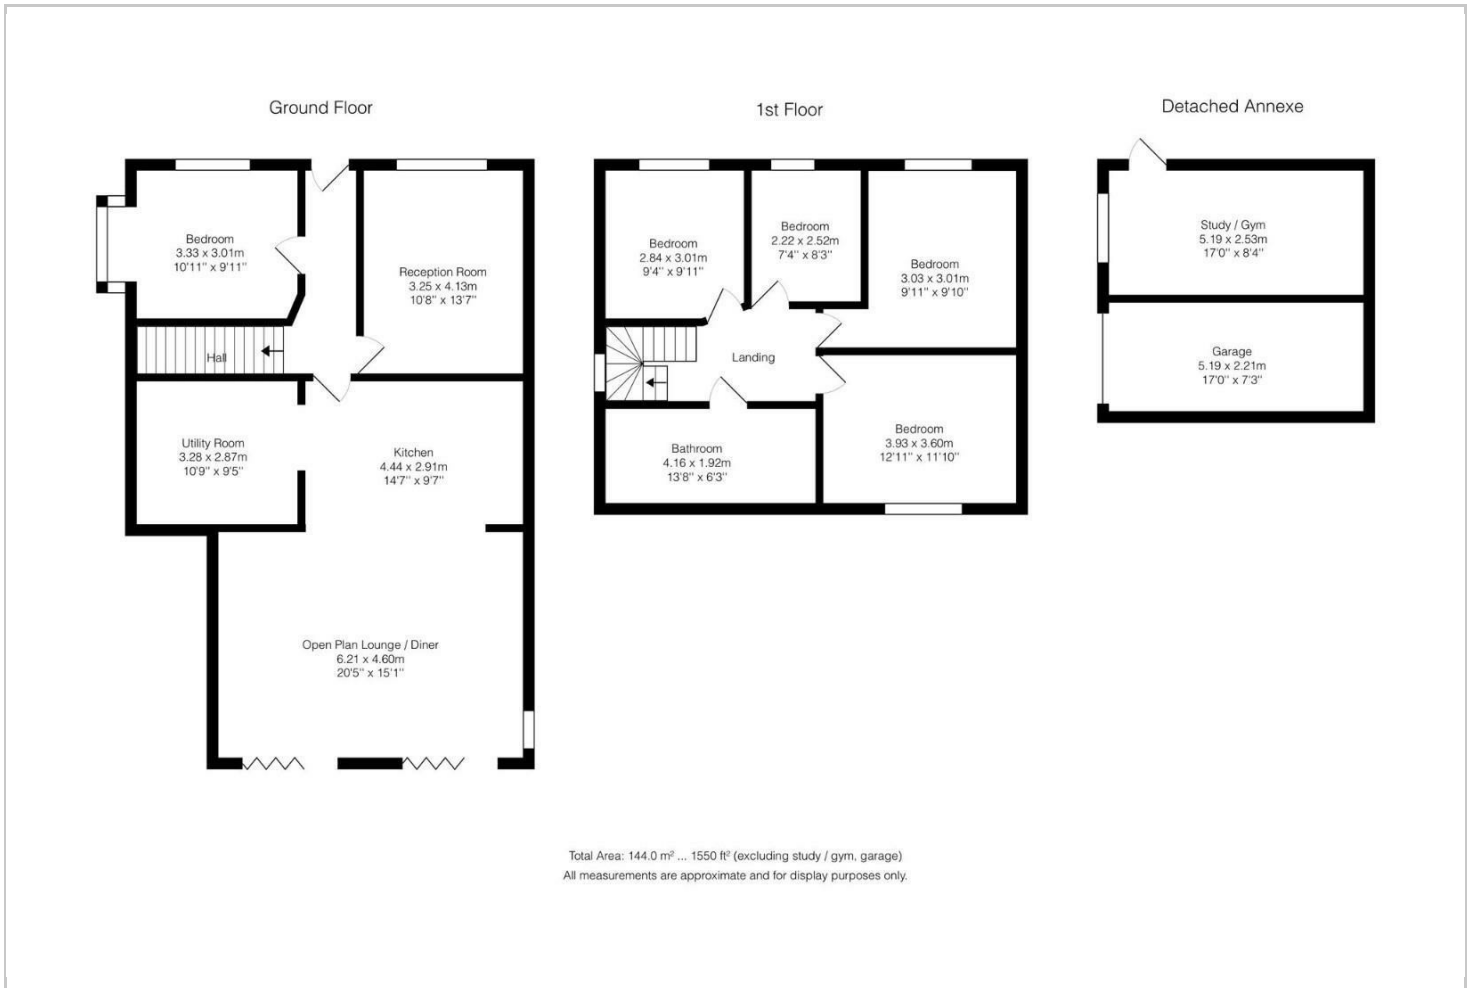 Ground Floor
Bedroom
3.33 x 3.01m
10'11" x 9'11"
Reception Room
3.25 x 4.13m
10'8" x 13'7"
Hall
Utility Room
3.28 x 2.87m
10'9" x 9'5"
Kitchen
4.44 x 2.91m
14'7" x 9'7"
Open Plan Lounge / Diner
6.21 x 4.60m
20'5" x 15'1"
1st Floor
Bedroom
2.84 x 3.01m
9'4" x 9'11"
Bedroom
2.22 x 2.52m
7'4" x 8'3"
Bedroom
3.03 x 3.01m
9'11" x 9'10"
Landing
Bathroom
4.16 x 1.92m
13'8" x 6'3"
Bedroom
3.93 x 3.60m
12'11" x 11'10"
Detached Annexe
Study / Gym
5.19 x 2.53m
17'0" x 8'4"
Garage
5.19 x 2.21m
17'0" x 7'3"
Total Area: 144.0 m² ... 1550 ft² (excluding study / gym, garage)
All measurements are approximate and for display purposes only.